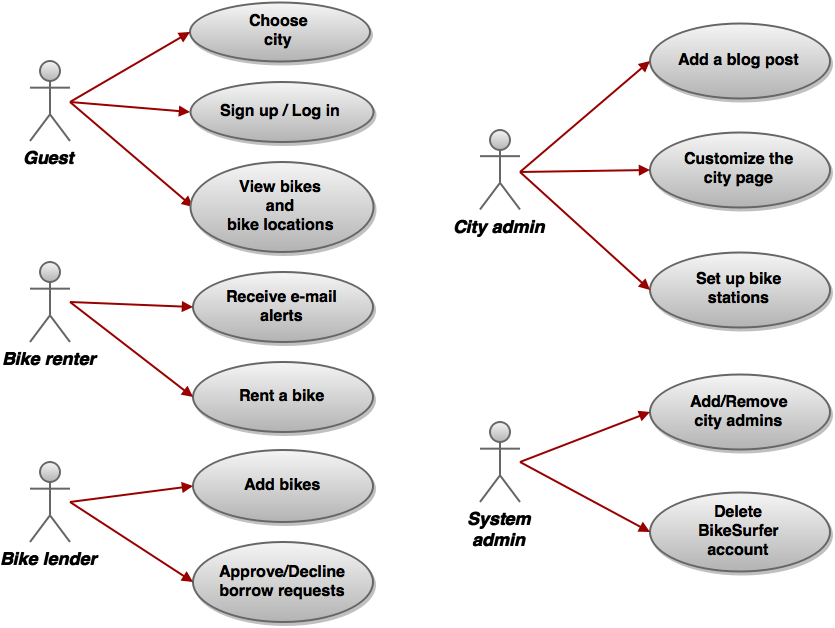 Choose
city
Sign up / Log in
View bikes
and
bike locations
Guest
Receive e-mail
alerts
Rent a bike
Bike renter
Add bikes
Approve/Decline
borrow requests
Bike lender
Add a blog post
Customize the
city page
Set up bike
stations
City admin
Add/Remove
city admins
Delete
BikeSurfer
account
System
admin